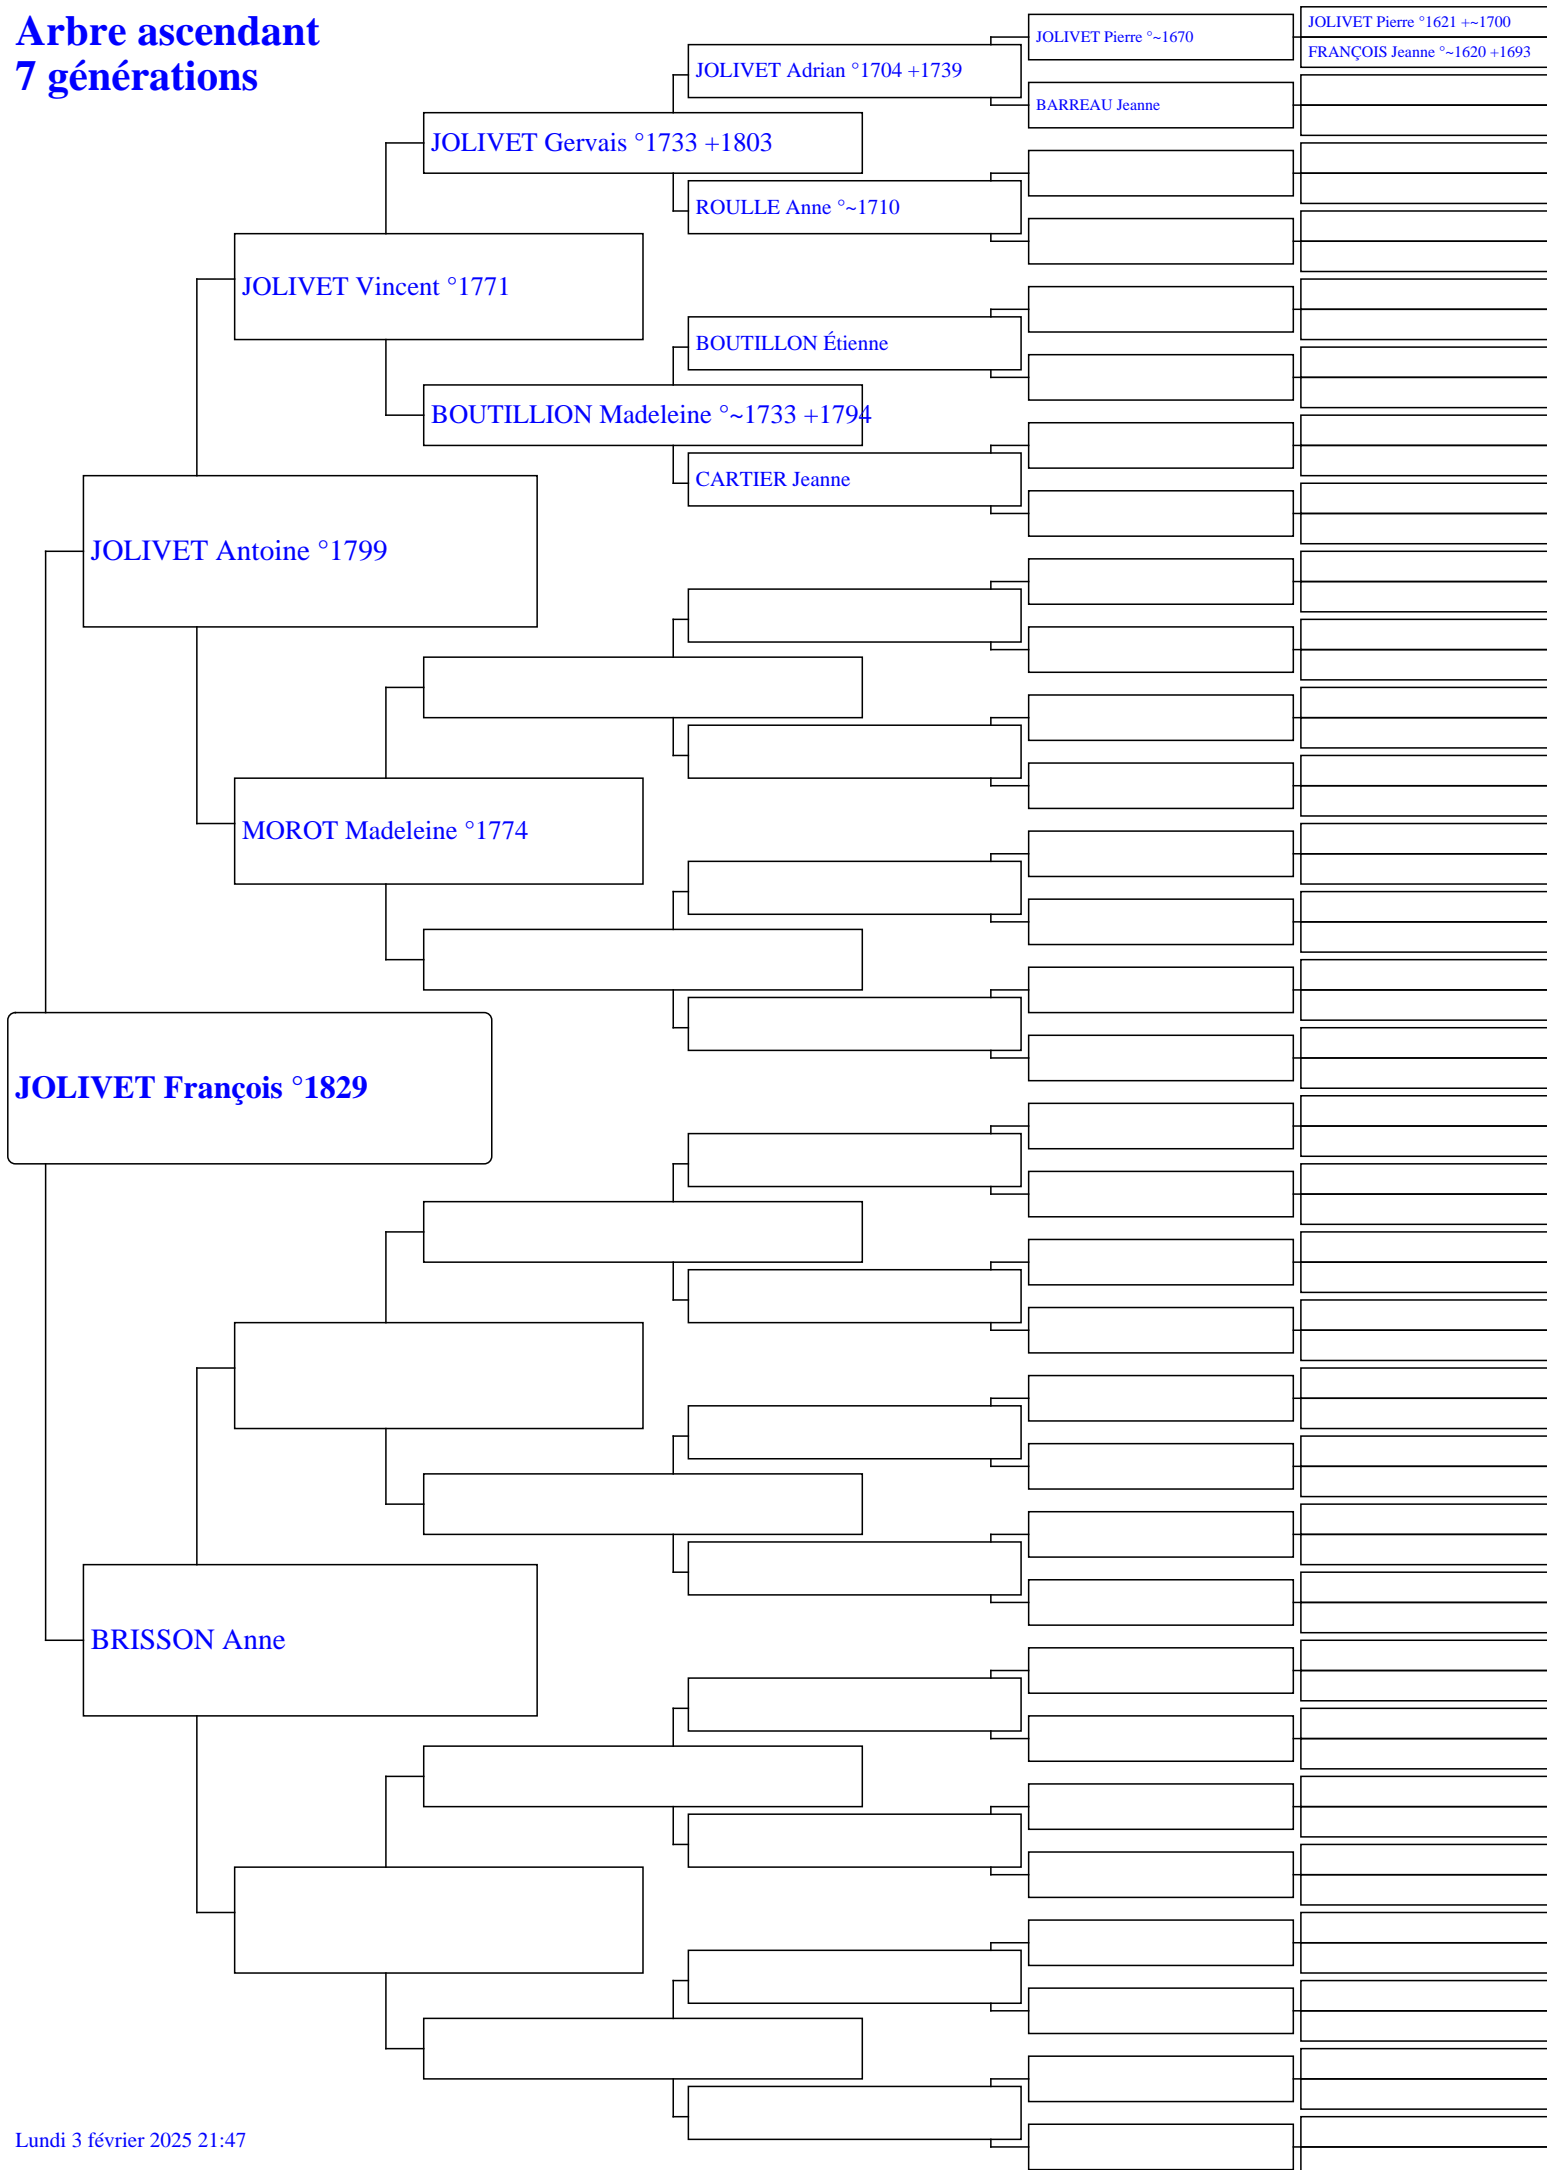 Arbre ascendant
7 générations
JOLIVET Pierre °1621 +~1700
JOLIVET Pierre °~1670
FRANÇOIS Jeanne °~1620 +1693
JOLIVET Adrian °1704 +1739
BARREAU Jeanne
JOLIVET Gervais °1733 +1803
ROULLE Anne °~1710
JOLIVET Vincent °1771
BOUTILLON Étienne
BOUTILLION Madeleine °~1733 +1794
CARTIER Jeanne
JOLIVET Antoine °1799
MOROT Madeleine °1774
JOLIVET François °1829
BRISSON Anne
Lundi 3 février 2025 21:47